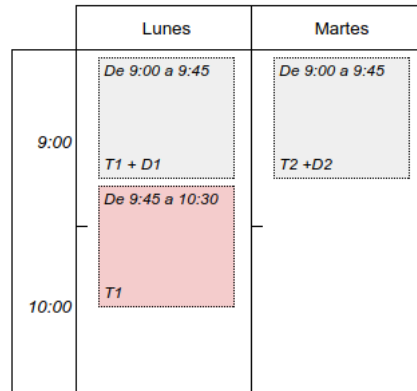 Lunes
Martes
De 9:00 a 9:45
De 9:00 a 9:45
9:00
T1 + D1
T2 +D2
De 9:45 a 10:30
T1
10:00